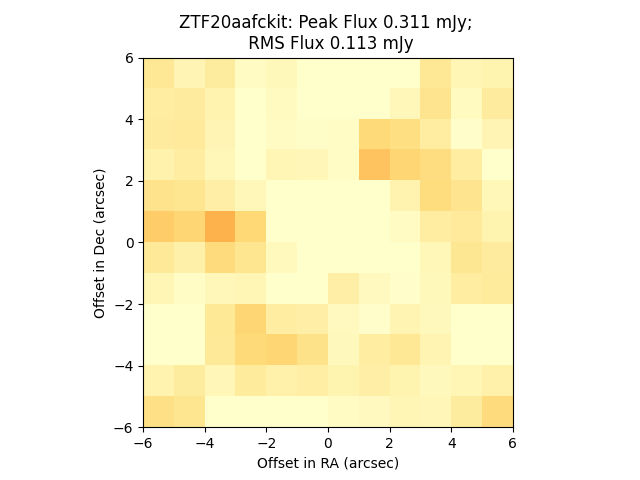 ZTF20aafckit: Peak Flux 0.311 mJy;
RMS Flux 0.113 mJy
6
4
2
0
−2
−4
−6
Offset in Dec (arcsec)
−6 −4 −2 0 2 4 6
Offset in RA (arcsec)